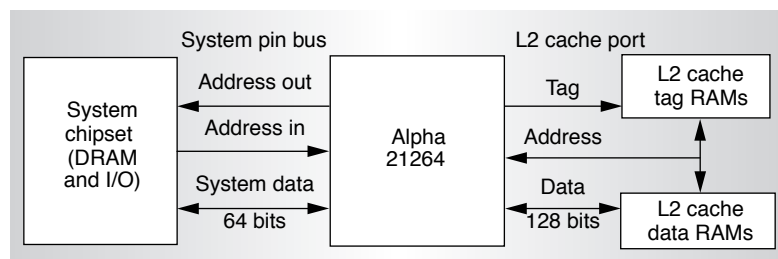 System pin bus
L2 cache port
System
chipset
(DRAM
and I/O)
Address out
Address in
System data
64 bits
Alpha
21264
Tag
Address
Data
128 bits
L2 cache
tag RAMs
L2 cache
data RAMs